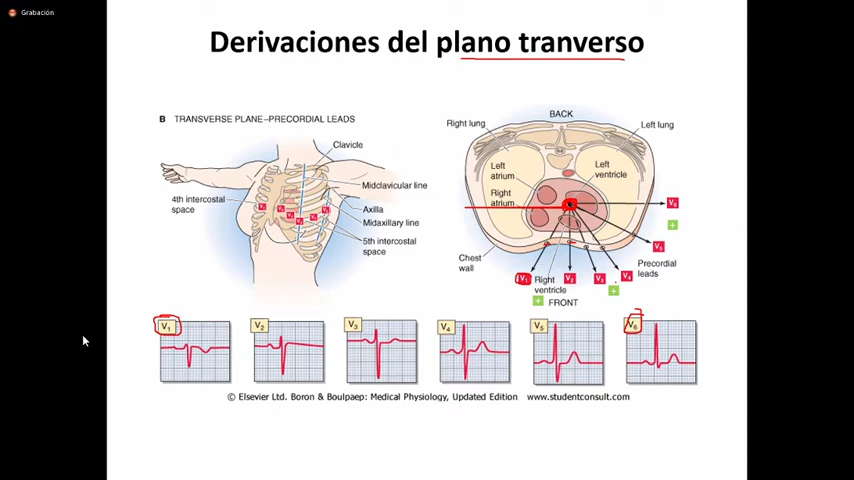 Grabación
Derivaciones del plano tranverso
B TRANSVERSE PLANE–PRECORDIAL LEADS
Clavicle
Midclavicular line
4th intercostal
space
Axilla
Midaxillary line
5th intercostal
space
BACK
Right lung
Left lung
Left
atrium
Left
ventricle
Right
atrium
V6
V5
Chest
wall
Precordial
leads
V1
Right
ventricle
V2
V3
V4
FRONT
V1
V2
V3
V4
V5
V6
© Elsevier Ltd. Boron & Boulpaep: Medical Physiology, Updated Edition www.studentconsult.com